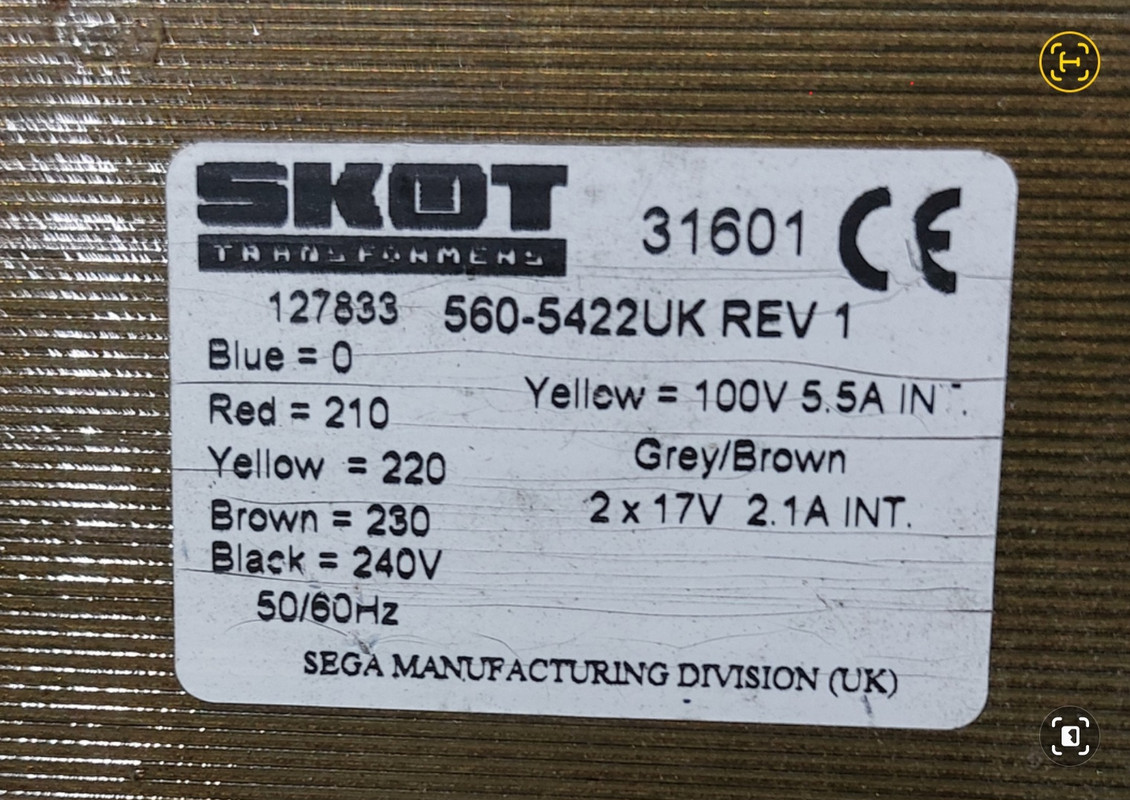 SKOT
TRANSFORMERS
31601 CE
127833 560-5422UK REV 1
Blue = 0
Red = 210
Yellow = 220
Brown = 230
Black = 240V
50/60Hz
Yellow = 100V 5.5A INT.
Grey/Brown
2 x 17V 2.1A INT.
SEGA MANUFACTURING DIVISION (UK)